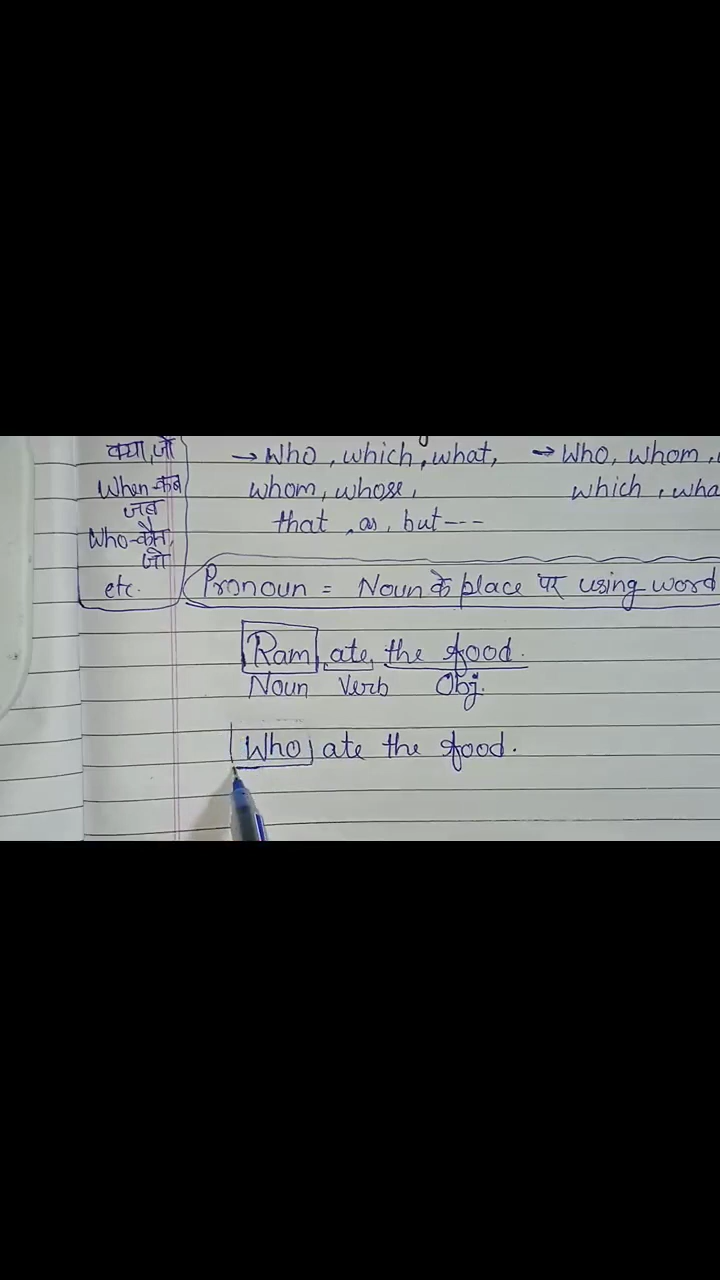 क्या, जो
When-कब
जब
Who-कौन,
जो
etc.
→ Who, which, what,
whom, whose,
that, as, but---
→ Who, whom,
which, wha
Pronoun = Noun के place पर using word
Ram ate the food.
Noun Verb Obj.
Who ate the food.